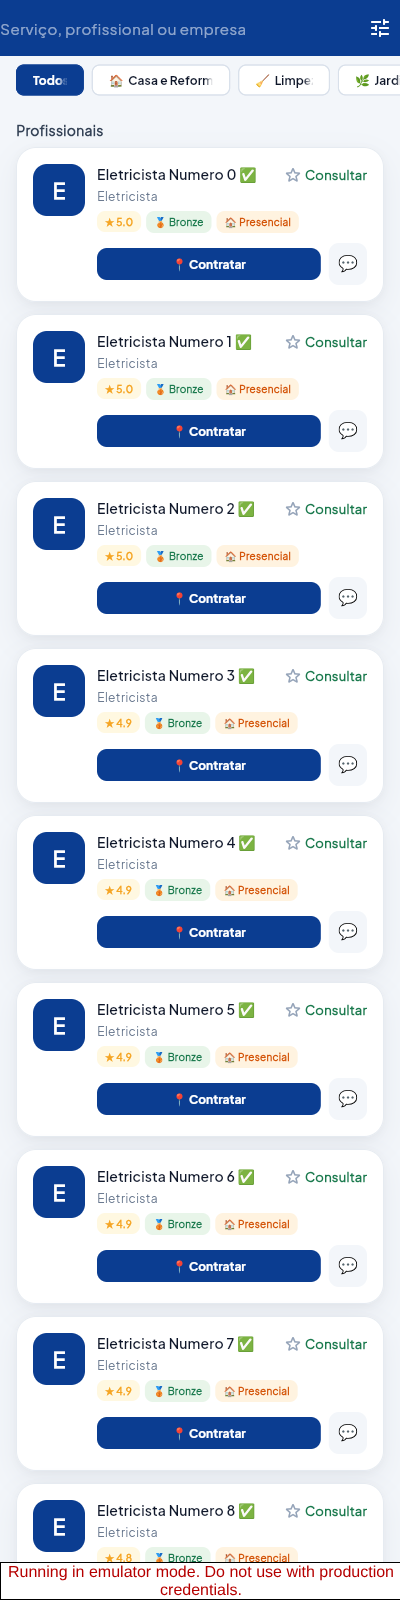 Serviço, profissional ou empresa
Todos
🏠 Casa e Reform
🧹 Limpe
🌿 Jard
Profissionais
E
Eletricista Numero 0 ✅
☆ Consultar
Eletricista
★ 5.0
🥉 Bronze
🏠 Presencial
📍 Contratar
💬
E
Eletricista Numero 1 ✅
☆ Consultar
Eletricista
★ 5.0
🥉 Bronze
🏠 Presencial
📍 Contratar
💬
E
Eletricista Numero 2 ✅
☆ Consultar
Eletricista
★ 5.0
🥉 Bronze
🏠 Presencial
📍 Contratar
💬
E
Eletricista Numero 3 ✅
☆ Consultar
Eletricista
★ 4.9
🥉 Bronze
🏠 Presencial
📍 Contratar
💬
E
Eletricista Numero 4 ✅
☆ Consultar
Eletricista
★ 4.9
🥉 Bronze
🏠 Presencial
📍 Contratar
💬
E
Eletricista Numero 5 ✅
☆ Consultar
Eletricista
★ 4.9
🥉 Bronze
🏠 Presencial
📍 Contratar
💬
E
Eletricista Numero 6 ✅
☆ Consultar
Eletricista
★ 4.9
🥉 Bronze
🏠 Presencial
📍 Contratar
💬
E
Eletricista Numero 7 ✅
☆ Consultar
Eletricista
★ 4.9
🥉 Bronze
🏠 Presencial
📍 Contratar
💬
E
Eletricista Numero 8 ✅
☆ Consultar
Eletricista
★ 4.8
🥉 Bronze
🏠 Presencial
Running in emulator mode. Do not use with production
credentials.